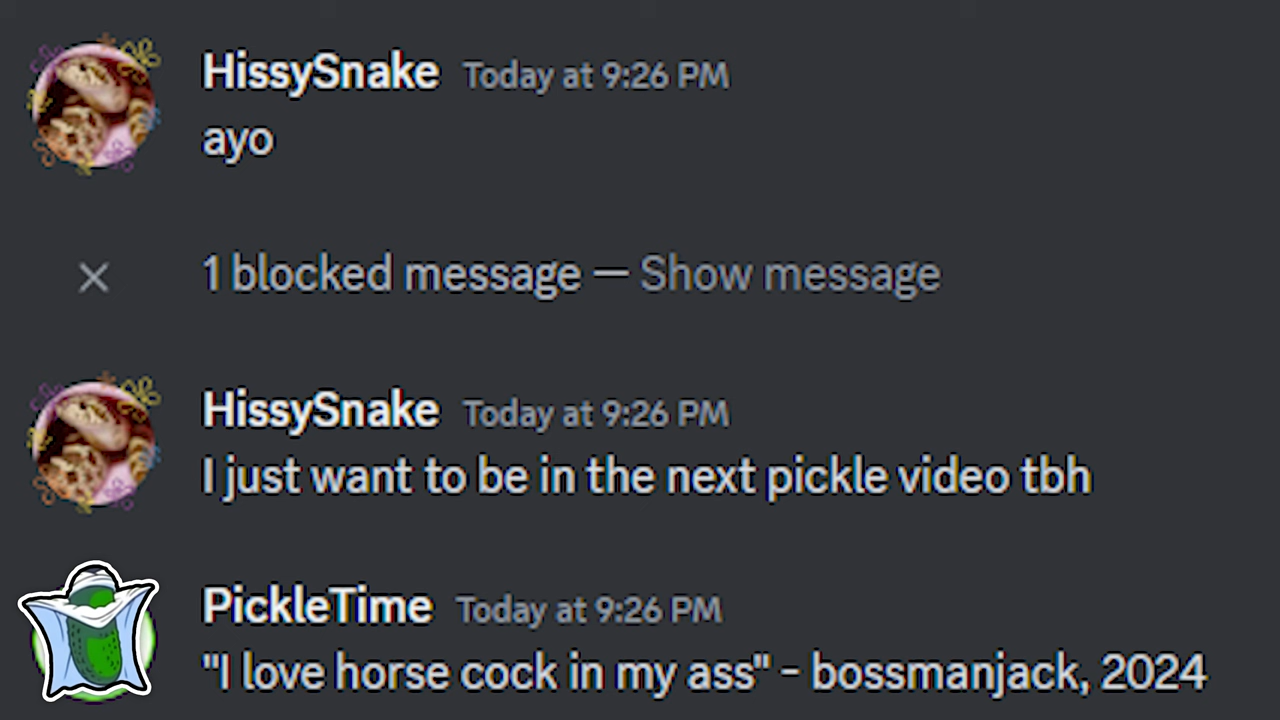 HissySnake Today at 9:26 PM
ayo
1 blocked message — Show message
HissySnake Today at 9:26 PM
I just want to be in the next pickle video tbh
PickleTime Today at 9:26 PM
"I love horse cock in my ass" - bossmanjack, 2024